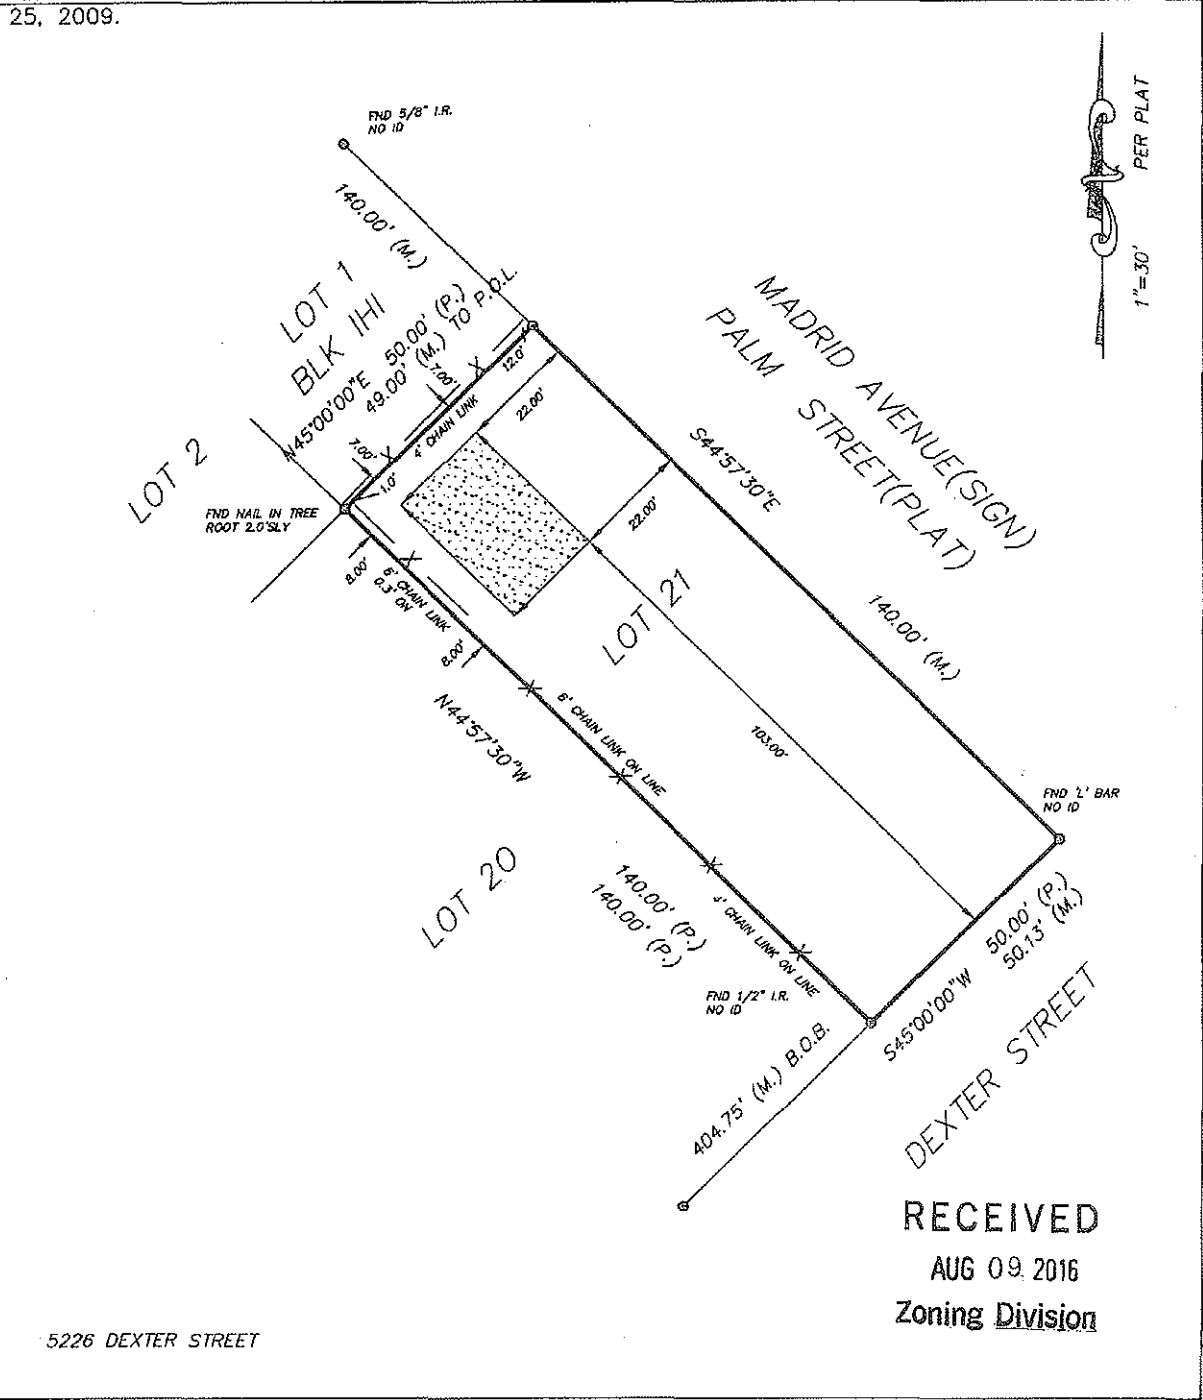 25, 2009.
FND 5/8" I.R.
NO ID
140.00' (M.)
PER PLAT
1"=30'
LOT 1
BLK IHI
N45°00'00"E 50.00' (P.)
49.00' (M.) TO P.O.L.
MADRID AVENUE(SIGN)
PALM STREET(PLAT)
LOT 2
7.00'
7.00'
4' CHAIN LINK
12.0'
22.00'
1.0'
FND NAIL IN TREE
ROOT 2.0'SLY
S44°57'30"E
22.00'
8.00'
6' CHAIN LINK
0.3' ON
8.00'
LOT 21
140.00' (M.)
N44°57'30"W
6' CHAIN LINK ON LINE
103.00'
FND 'L' BAR
NO ID
LOT 20
140.00' (P.)
140.00' (P.)
4' CHAIN LINK ON LINE
50.00' (P.)
50.13' (M.)
S45°00'00"W
FND 1/2" I.R.
NO ID
404.75' (M.) B.O.B.
DEXTER STREET
RECEIVED
AUG 09 2016
Zoning Division
5226 DEXTER STREET